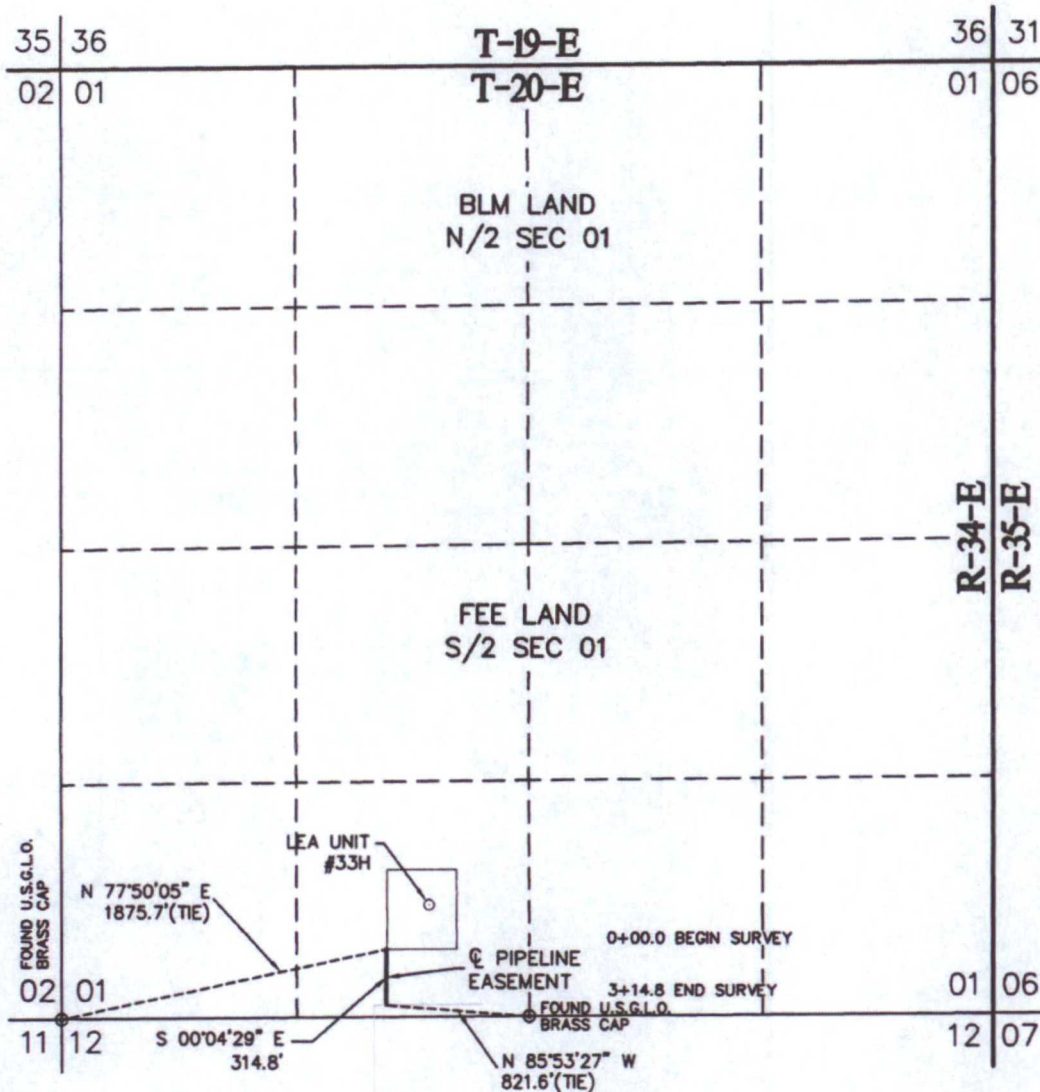 35 36
T-19-E
36 31
02 01
T-20-E
01 06
BLM LAND
N/2 SEC 01
R-34-E
R-35-E
FEE LAND
S/2 SEC 01
LEA UNIT
#33H
FOUND U.S.G.L.O.
BRASS CAP
N 77°50'05" E
1875.7'(TIE)
0+00.0 BEGIN SURVEY
℄ PIPELINE
EASEMENT
3+14.8 END SURVEY
02 01
01 06
FOUND U.S.G.L.O.
BRASS CAP
11 12
12 07
S 00°04'29" E
314.8'
N 85°53'27" W
821.6'(TIE)